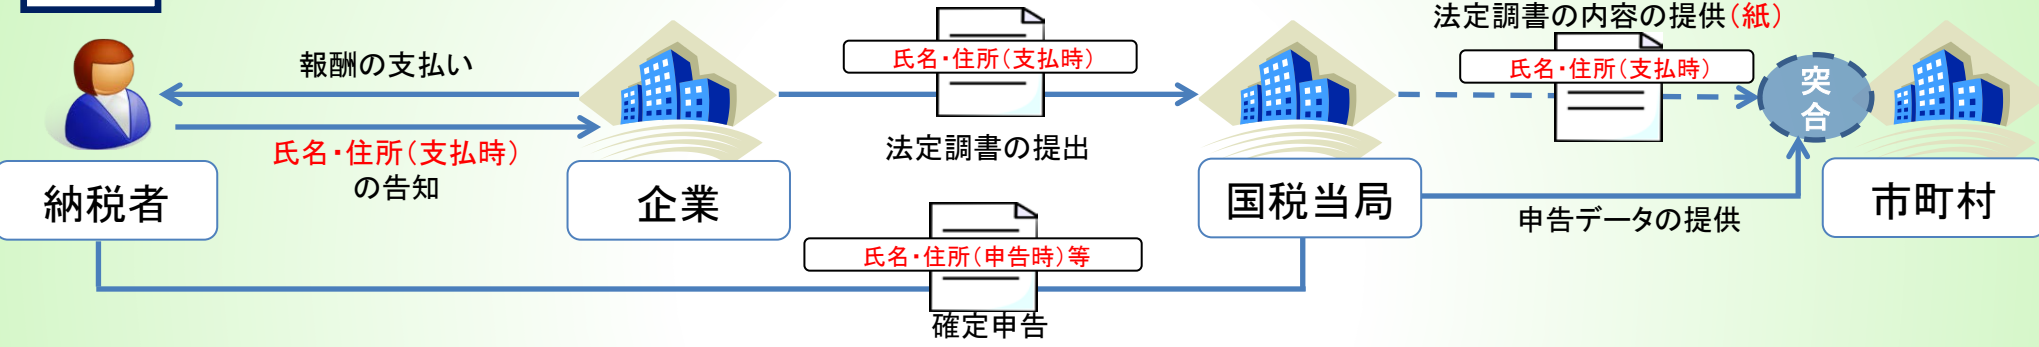 法定調書の内容の提供(紙)
報酬の支払い
氏名・住所(支払時)
氏名・住所(支払時)
突
合
氏名・住所(支払時)
の告知
法定調書の提出
納税者
企業
国税当局
市町村
申告データの提供
氏名・住所(申告時)等
確定申告